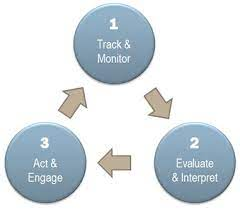 1
Track &
Monitor
2
Evaluate
& Interpret
3
Act &
Engage